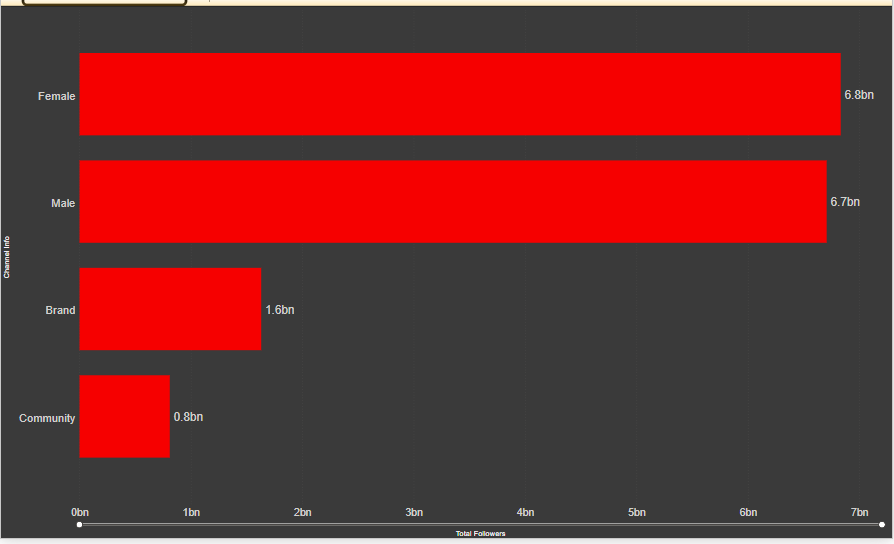 Female
6.8bn
Male
6.7bn
Channel Info
Brand
1.6bn
Community
0.8bn
0bn 1bn 2bn 3bn 4bn 5bn 6bn 7bn
Total Followers